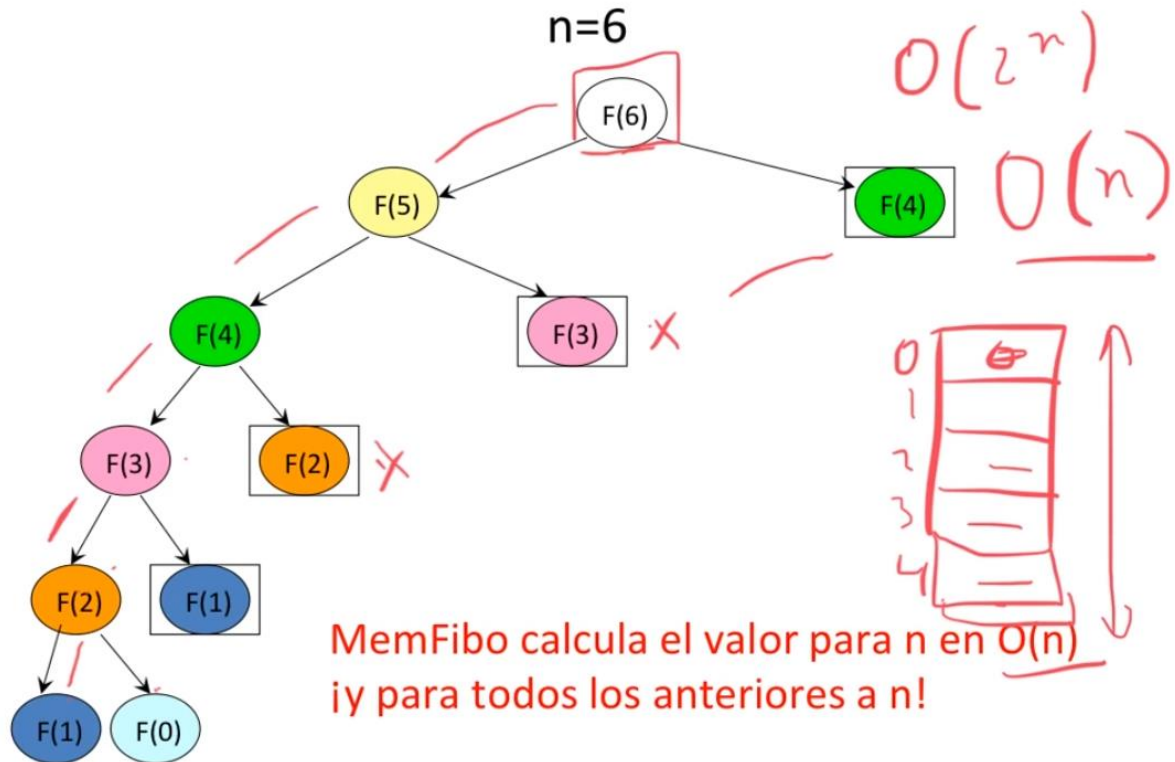 n=6
O(2^n)
F(6)
O(n)
F(5)
F(4)
F(4)
F(3)
0
1
2
3
4
F(3)
F(2)
F(2)
F(1)
MemFibo calcula el valor para n en O(n)
¡y para todos los anteriores a n!
F(1)
F(0)